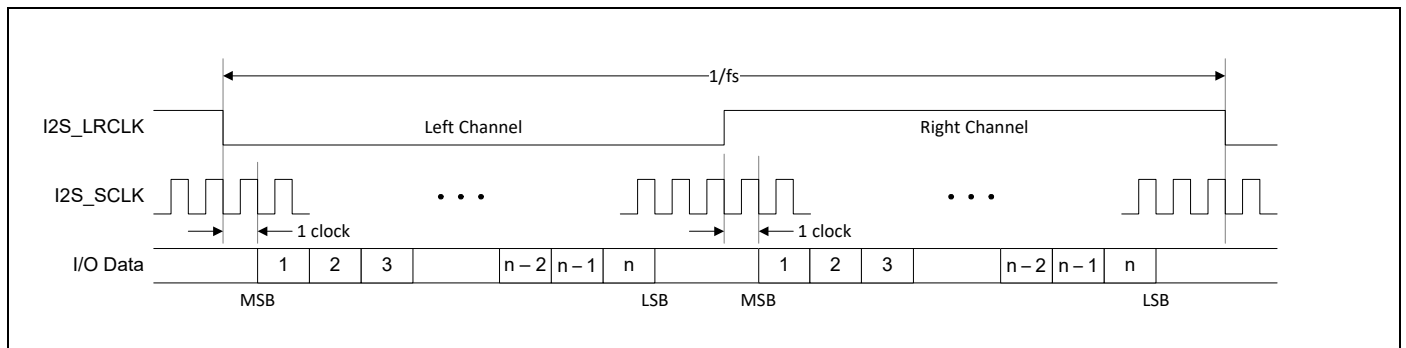 1/fs
I2S_LRCLK Left Channel Right Channel
I2S_SCLK • • • • • •
1 clock 1 clock
I/O Data 1 2 3 n – 2 n – 1 n 1 2 3 n – 2 n – 1 n
MSB LSB MSB LSB